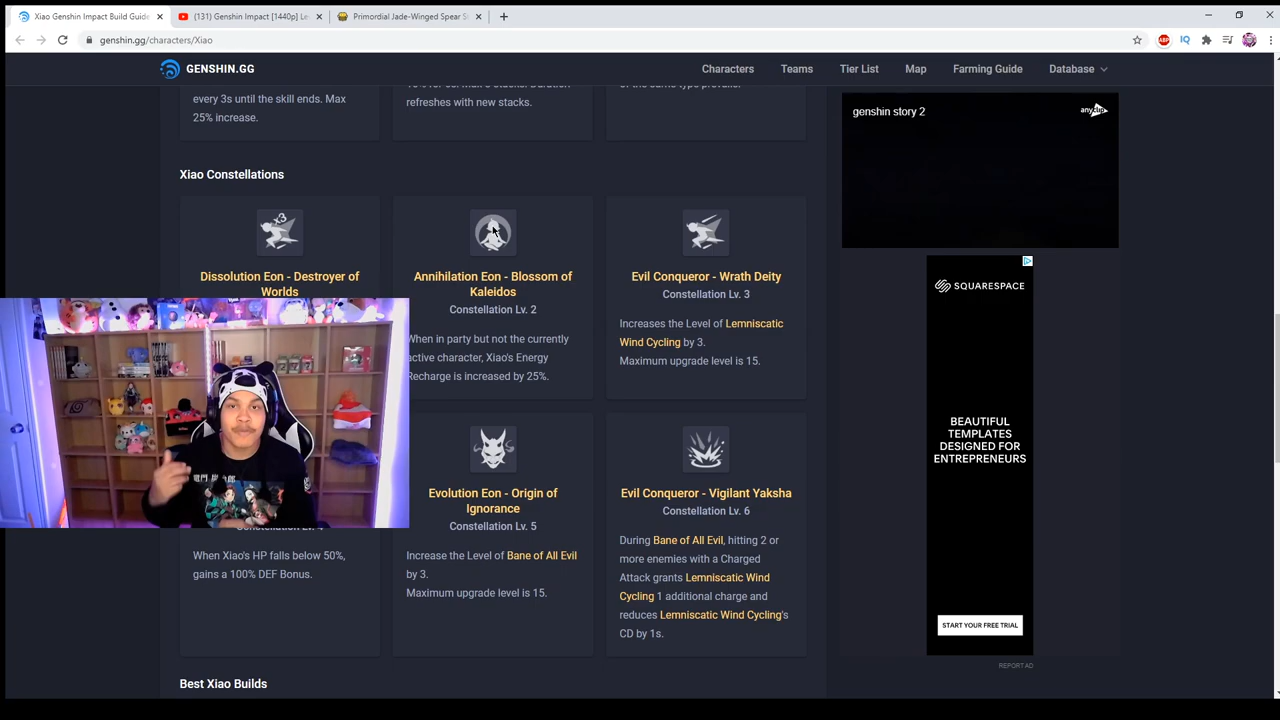 Xiao Genshin Impact Build Guide
(131) Genshin Impact [1440p] Le
Primordial Jade-Winged Spear S
genshin.gg/characters/Xiao
GENSHIN.GG
Characters
Teams
Tier List
Map
Farming Guide
Database
every 3s until the skill ends. Max
25% increase.
refreshes with new stacks.
genshin story 2
Xiao Constellations
Dissolution Eon - Destroyer of
Worlds
Annihilation Eon - Blossom of
Kaleidos
Constellation Lv. 2
When in party but not the currently
active character, Xiao's Energy
Recharge is increased by 25%.
Evil Conqueror - Wrath Deity
Constellation Lv. 3
Increases the Level of Lemniscatic
Wind Cycling by 3.
Maximum upgrade level is 15.
When Xiao's HP falls below 50%,
gains a 100% DEF Bonus.
Evolution Eon - Origin of
Ignorance
Constellation Lv. 5
Increase the Level of Bane of All Evil
by 3.
Maximum upgrade level is 15.
Evil Conqueror - Vigilant Yaksha
Constellation Lv. 6
During Bane of All Evil, hitting 2 or
more enemies with a Charged
Attack grants Lemniscatic Wind
Cycling 1 additional charge and
reduces Lemniscatic Wind Cycling's
CD by 1s.
Best Xiao Builds
SQUARESPACE
BEAUTIFUL
TEMPLATES
DESIGNED FOR
ENTREPRENEURS
START YOUR FREE TRIAL
REPORT AD